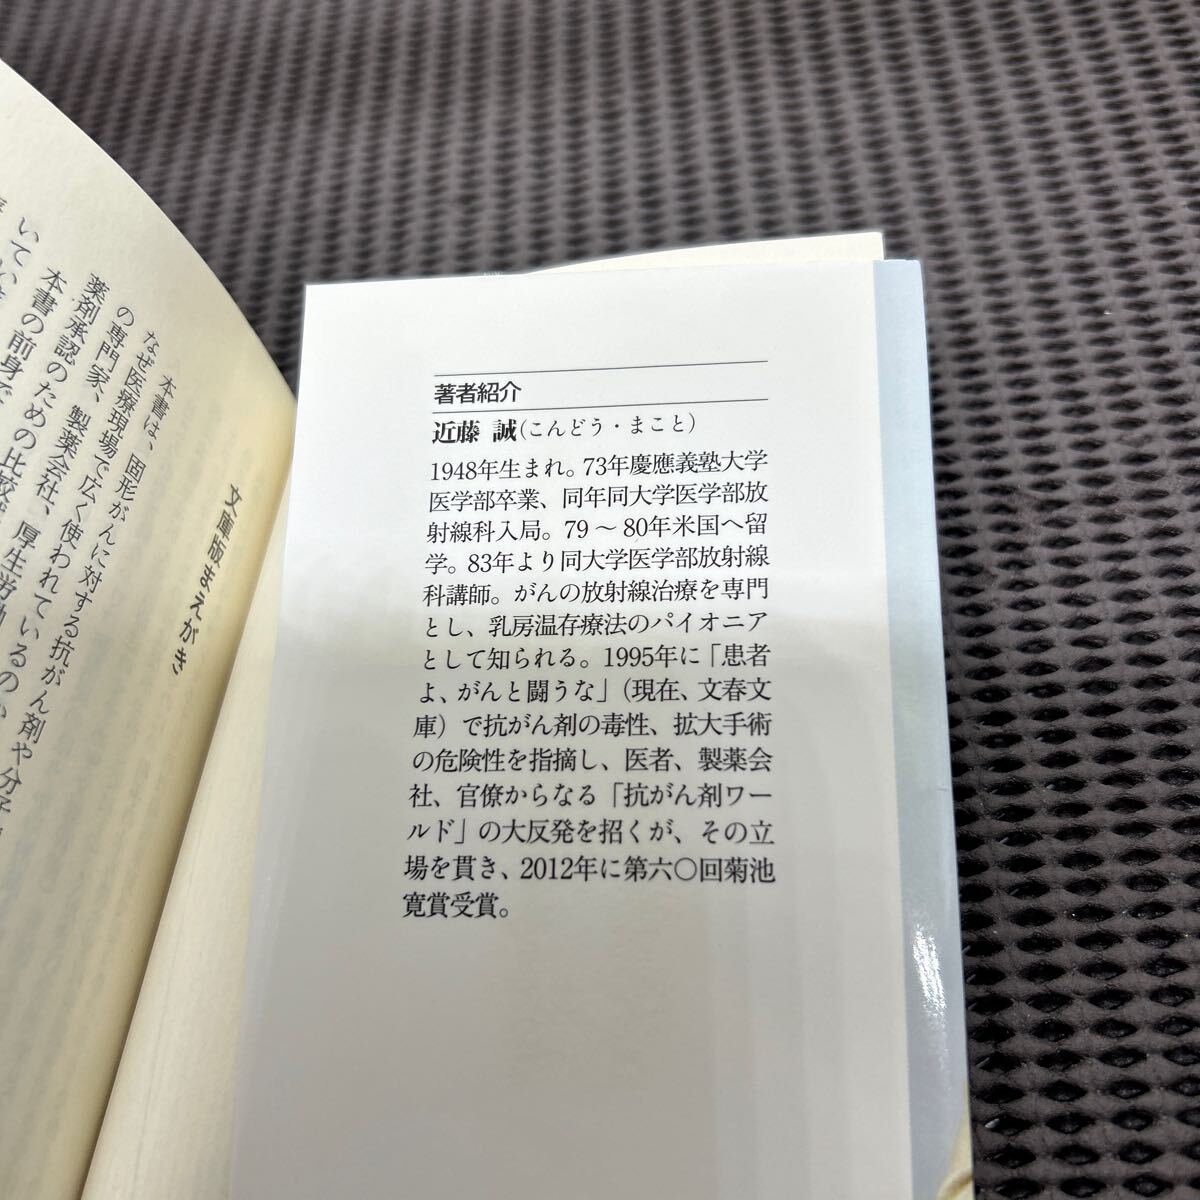 著者紹介
近藤 誠(こんどう・まこと)
1948年生まれ。73年慶應義塾大学
医学部卒業、同年同大学医学部放
射線科入局。79～80年米国へ留
学。83年より同大学医学部放射線
科講師。がんの放射線治療を専門
とし、乳房温存療法のパイオニア
として知られる。1995年に「患者
よ、がんと闘うな」(現在、文春文
庫)で抗がん剤の毒性、拡大手術
の危険性を指摘し、医者、製薬会
社、官僚からなる「抗がん剤ワー
ルド」の大反発を招くが、その立
場を貫き、2012年に第六〇回菊池
寛賞受賞。
文庫版まえがき
本書は、固形がんに対する抗がん剤や分子
なぜ医療現場で広く使われているのか
の専門家、製薬会社、厚生労働
薬剤承認のための比較
本書の前身で
いて